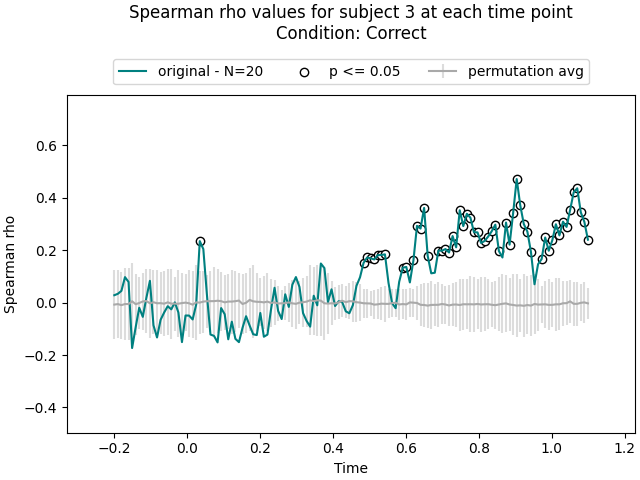 Spearman rho values for subject 3 at each time point
Condition: Correct
original - N=20
p <= 0.05
permutation avg
Spearman rho
0.6
0.4
0.2
0.0
−0.2
−0.4
−0.2
0.0
0.2
0.4
0.6
0.8
1.0
1.2
Time